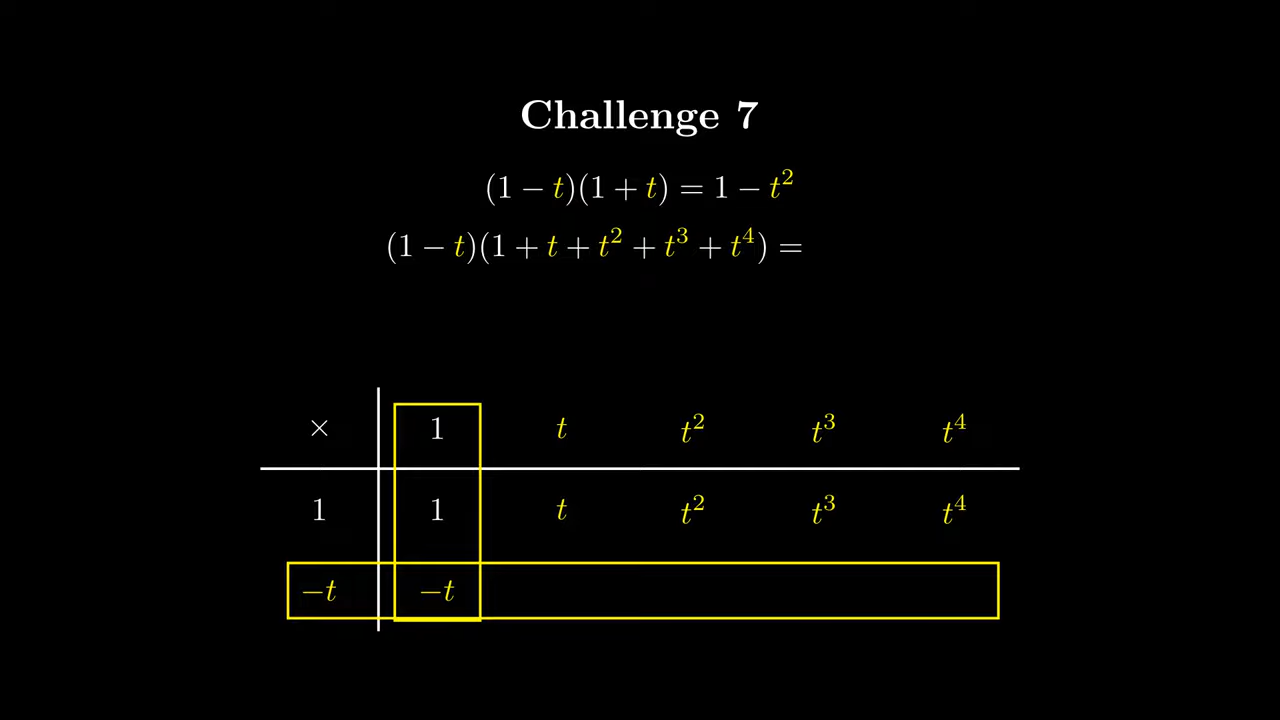 Challenge 7
(1 − t)(1 + t) = 1 − t²
(1 − t)(1 + t + t² + t³ + t⁴) =
× 1 t t² t³ t⁴
1 1 t t² t³ t⁴
−t −t